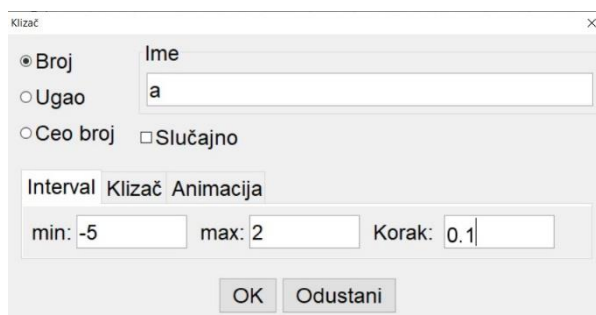 Klizač
Broj
Ime
Ugao
a
Ceo broj
Slučajno
Interval Klizač Animacija
min: -5 max: 2 Korak: 0.1
OK Odustani